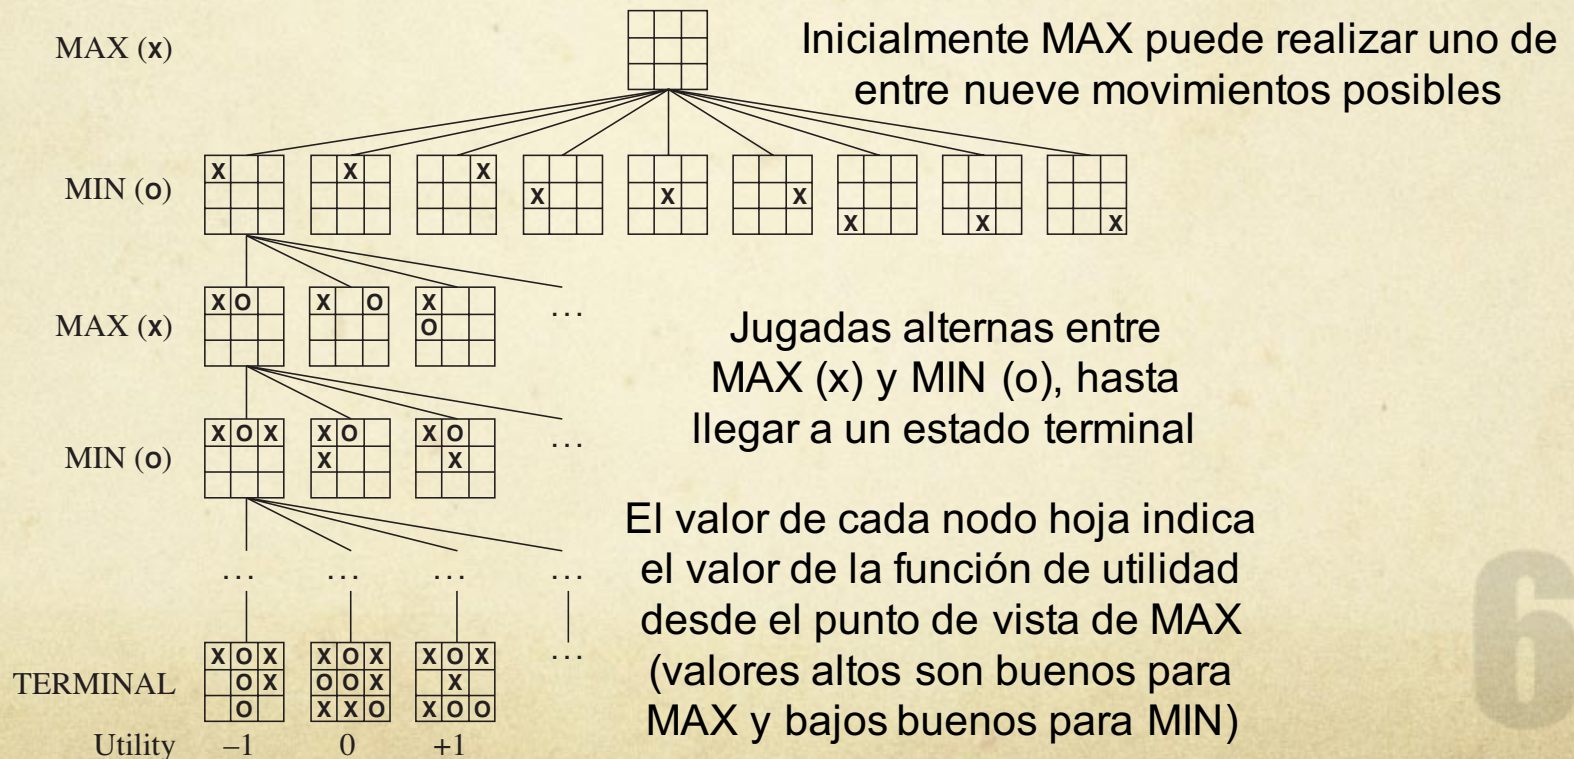 MAX (x)
Inicialmente MAX puede realizar uno de
entre nueve movimientos posibles
MIN (o)
X X X X X X X X X
MAX (x)
X O X O X
O
...
Jugadas alternas entre
MAX (x) y MIN (o), hasta
llegar a un estado terminal
MIN (o)
X O X X O X O
X X
...
El valor de cada nodo hoja indica
el valor de la función de utilidad
desde el punto de vista de MAX
(valores altos son buenos para
MAX y bajos buenos para MIN)
... ... ... ...
TERMINAL
X O X X O X X O X
O X O O X X
O X X O X O O
...
Utility –1 0 +1
6